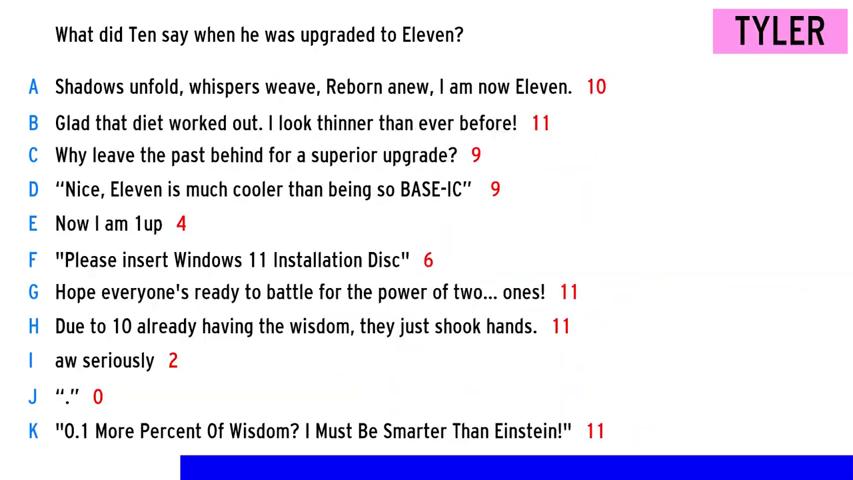 What did Ten say when he was upgraded to Eleven?
TYLER
A Shadows unfold, whispers weave, Reborn anew, I am now Eleven. 10
B Glad that diet worked out. I look thinner than ever before! 11
C Why leave the past behind for a superior upgrade? 9
D “Nice, Eleven is much cooler than being so BASE-IC” 9
E Now I am 1up 4
F "Please insert Windows 11 Installation Disc" 6
G Hope everyone's ready to battle for the power of two... ones! 11
H Due to 10 already having the wisdom, they just shook hands. 11
I aw seriously 2
J “.” 0
K "0.1 More Percent Of Wisdom? I Must Be Smarter Than Einstein!" 11